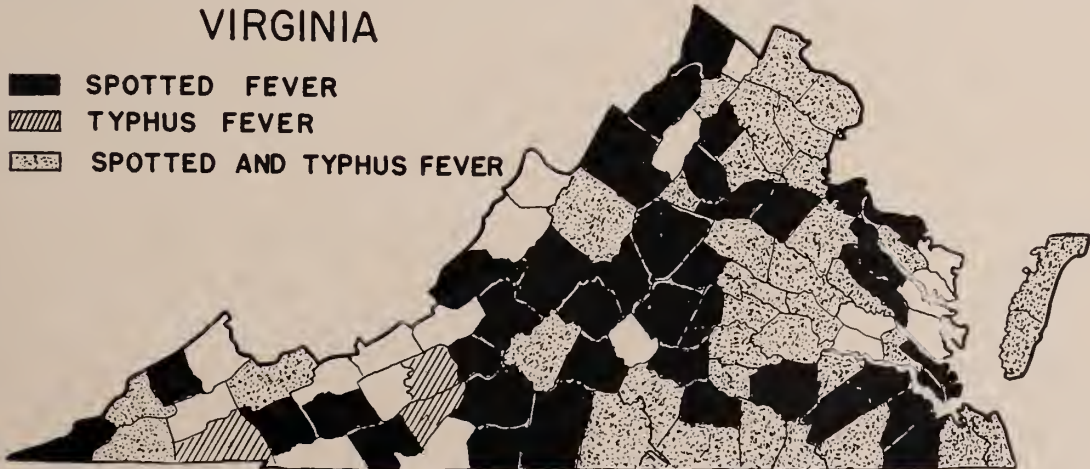 VIRGINIA
SPOTTED FEVER
TYPHUS FEVER
SPOTTED AND TYPHUS FEVER